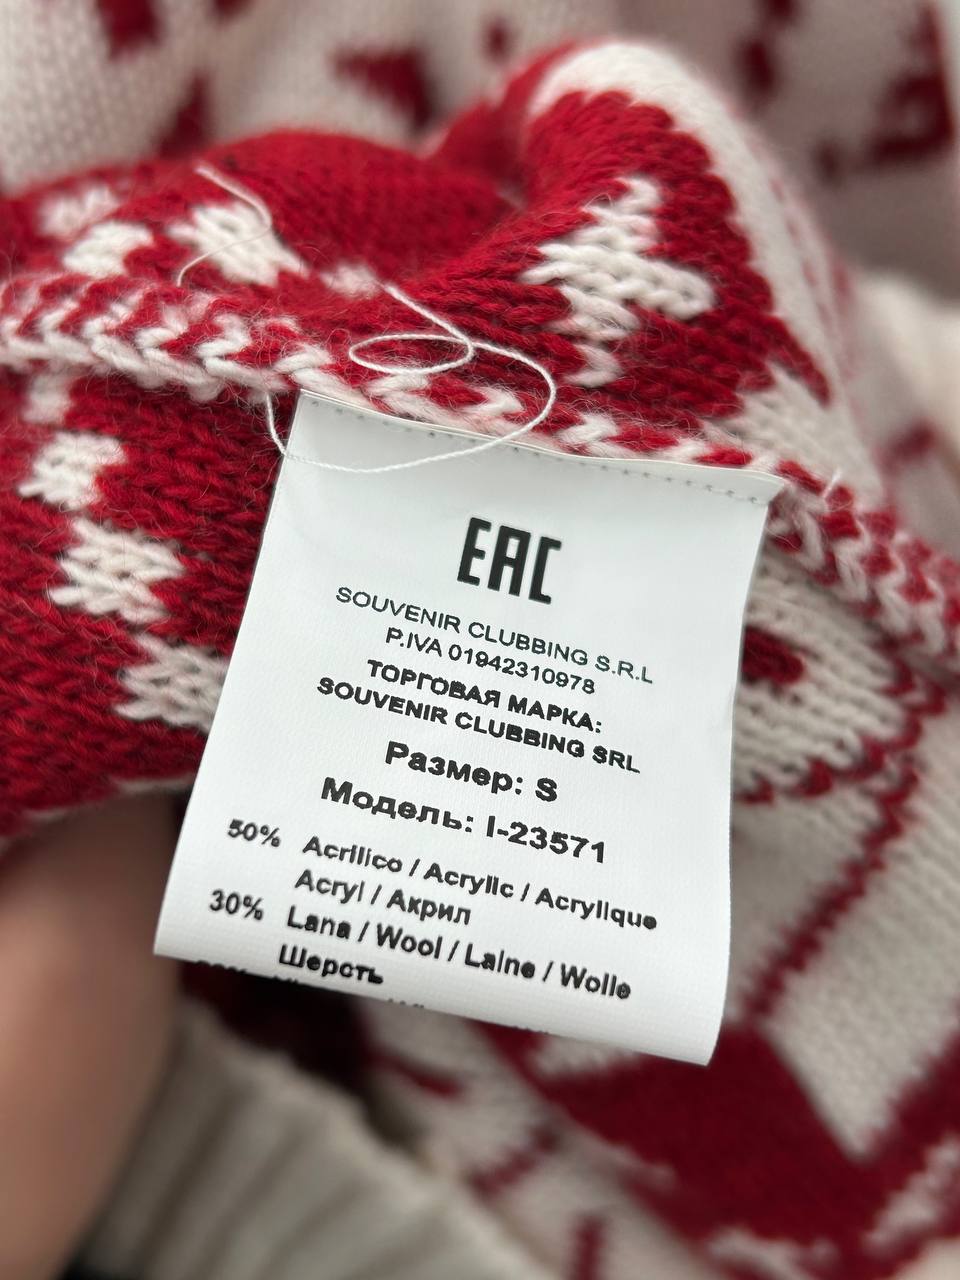 EAC
SOUVENIR CLUBBING S.R.L
P.IVA 01942310978
ТОРГОВАЯ МАРКА:
SOUVENIR CLUBBING SRL
Размер: S
Модель: I-23571
50% Acrilico / Acrylic / Acrylique
Acryl / Акрил
30% Lana / Wool / Laine / Wolle
Шерсть